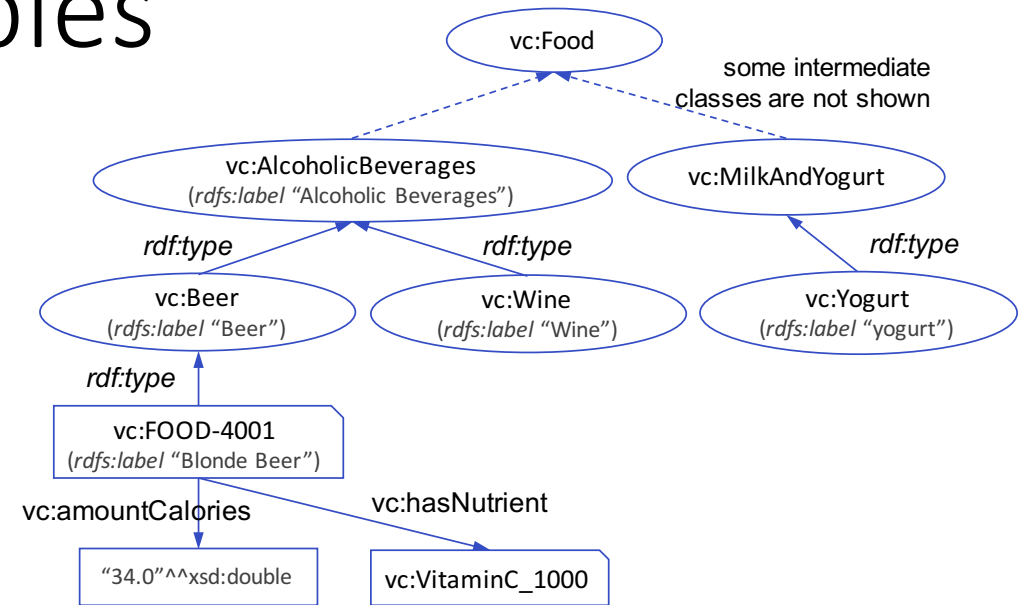 vc:Food
some intermediate
classes are not shown
vc:AlcoholicBeverages
(rdfs:label “Alcoholic Beverages”)
vc:MilkAndYogurt
rdf:type
rdf:type
rdf:type
vc:Beer
(rdfs:label “Beer”)
vc:Wine
(rdfs:label “Wine”)
vc:Yogurt
(rdfs:label “yogurt”)
rdf:type
vc:FOOD-4001
(rdfs:label “Blonde Beer”)
vc:amountCalories
vc:hasNutrient
“34.0”^^xsd:double
vc:VitaminC_1000